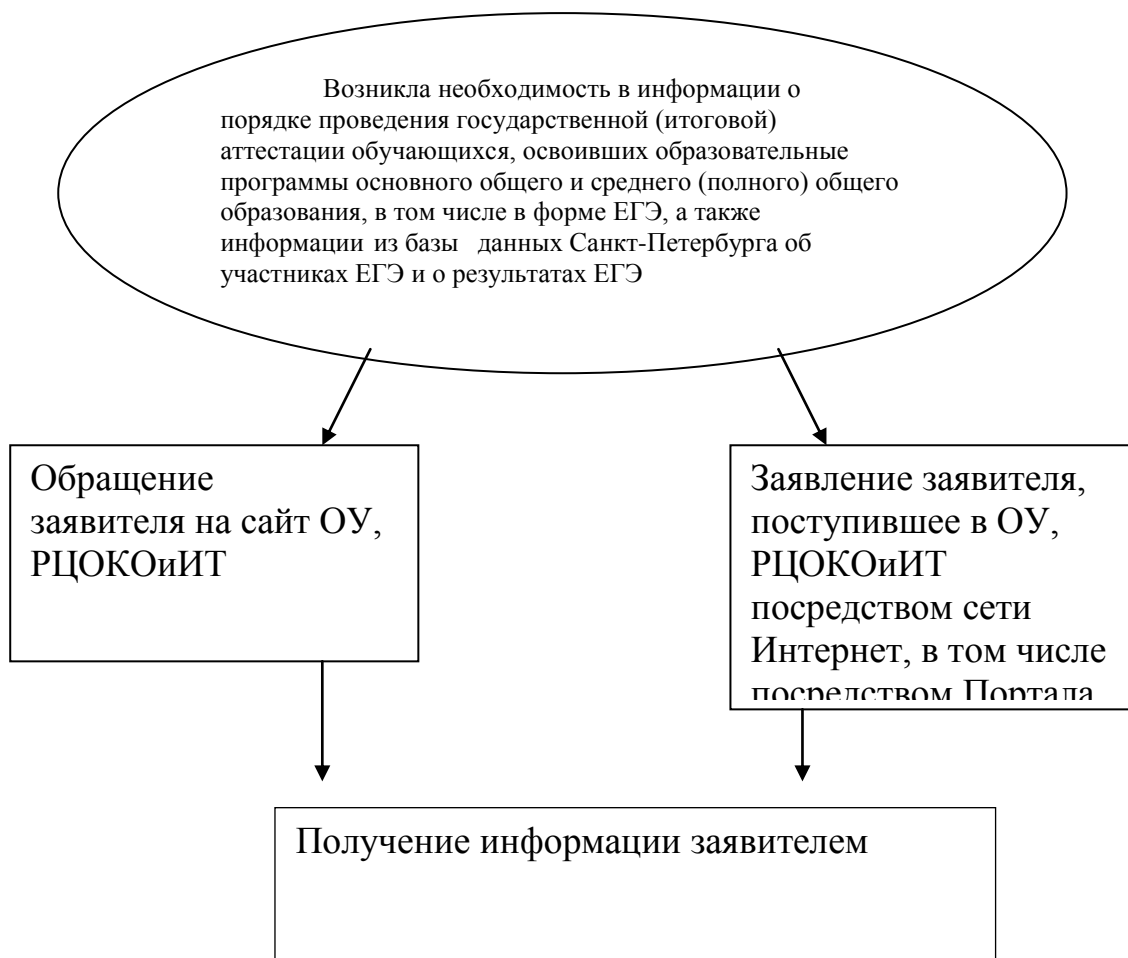 Возникла необходимость в информации о
порядке проведения государственной (итоговой)
аттестации обучающихся, освоивших образовательные
программы основного общего и среднего (полного) общего
образования, в том числе в форме ЕГЭ, а также
информации из базы данных Санкт-Петербурга об
участниках ЕГЭ и о результатах ЕГЭ
Обращение
заявителя на сайт ОУ,
РЦОКОиИТ
Заявление заявителя,
поступившее в ОУ,
РЦОКОиИТ
посредством сети
Интернет, в том числе
посредством Портала
Получение информации заявителем